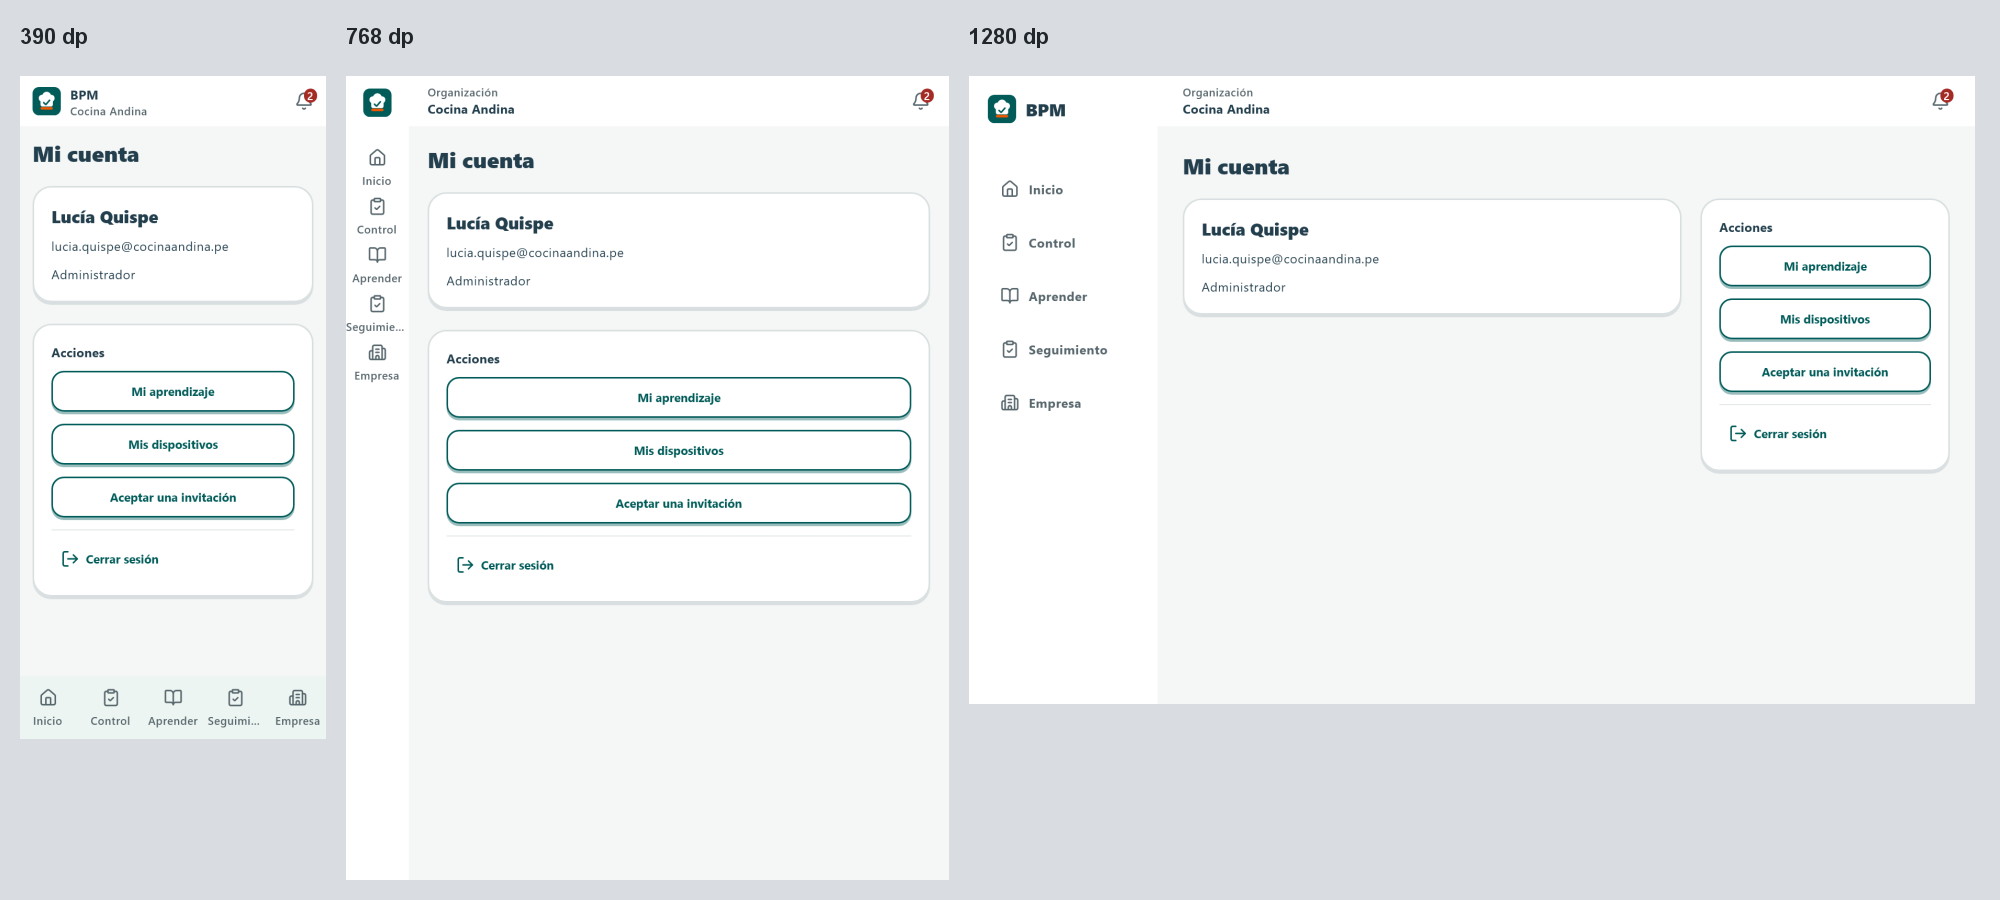 390 dp
BPM
Cocina Andina
2
Mi cuenta
Lucía Quispe
lucia.quispe@cocinaandina.pe
Administrador
Acciones
Mi aprendizaje
Mis dispositivos
Aceptar una invitación
Cerrar sesión
Inicio
Control
Aprender
Seguimi...
Empresa
768 dp
Organización
Cocina Andina
2
Inicio
Control
Aprender
Seguimie...
Empresa
Mi cuenta
Lucía Quispe
lucia.quispe@cocinaandina.pe
Administrador
Acciones
Mi aprendizaje
Mis dispositivos
Aceptar una invitación
Cerrar sesión
1280 dp
BPM
Organización
Cocina Andina
2
Inicio
Control
Aprender
Seguimiento
Empresa
Mi cuenta
Lucía Quispe
lucia.quispe@cocinaandina.pe
Administrador
Acciones
Mi aprendizaje
Mis dispositivos
Aceptar una invitación
Cerrar sesión